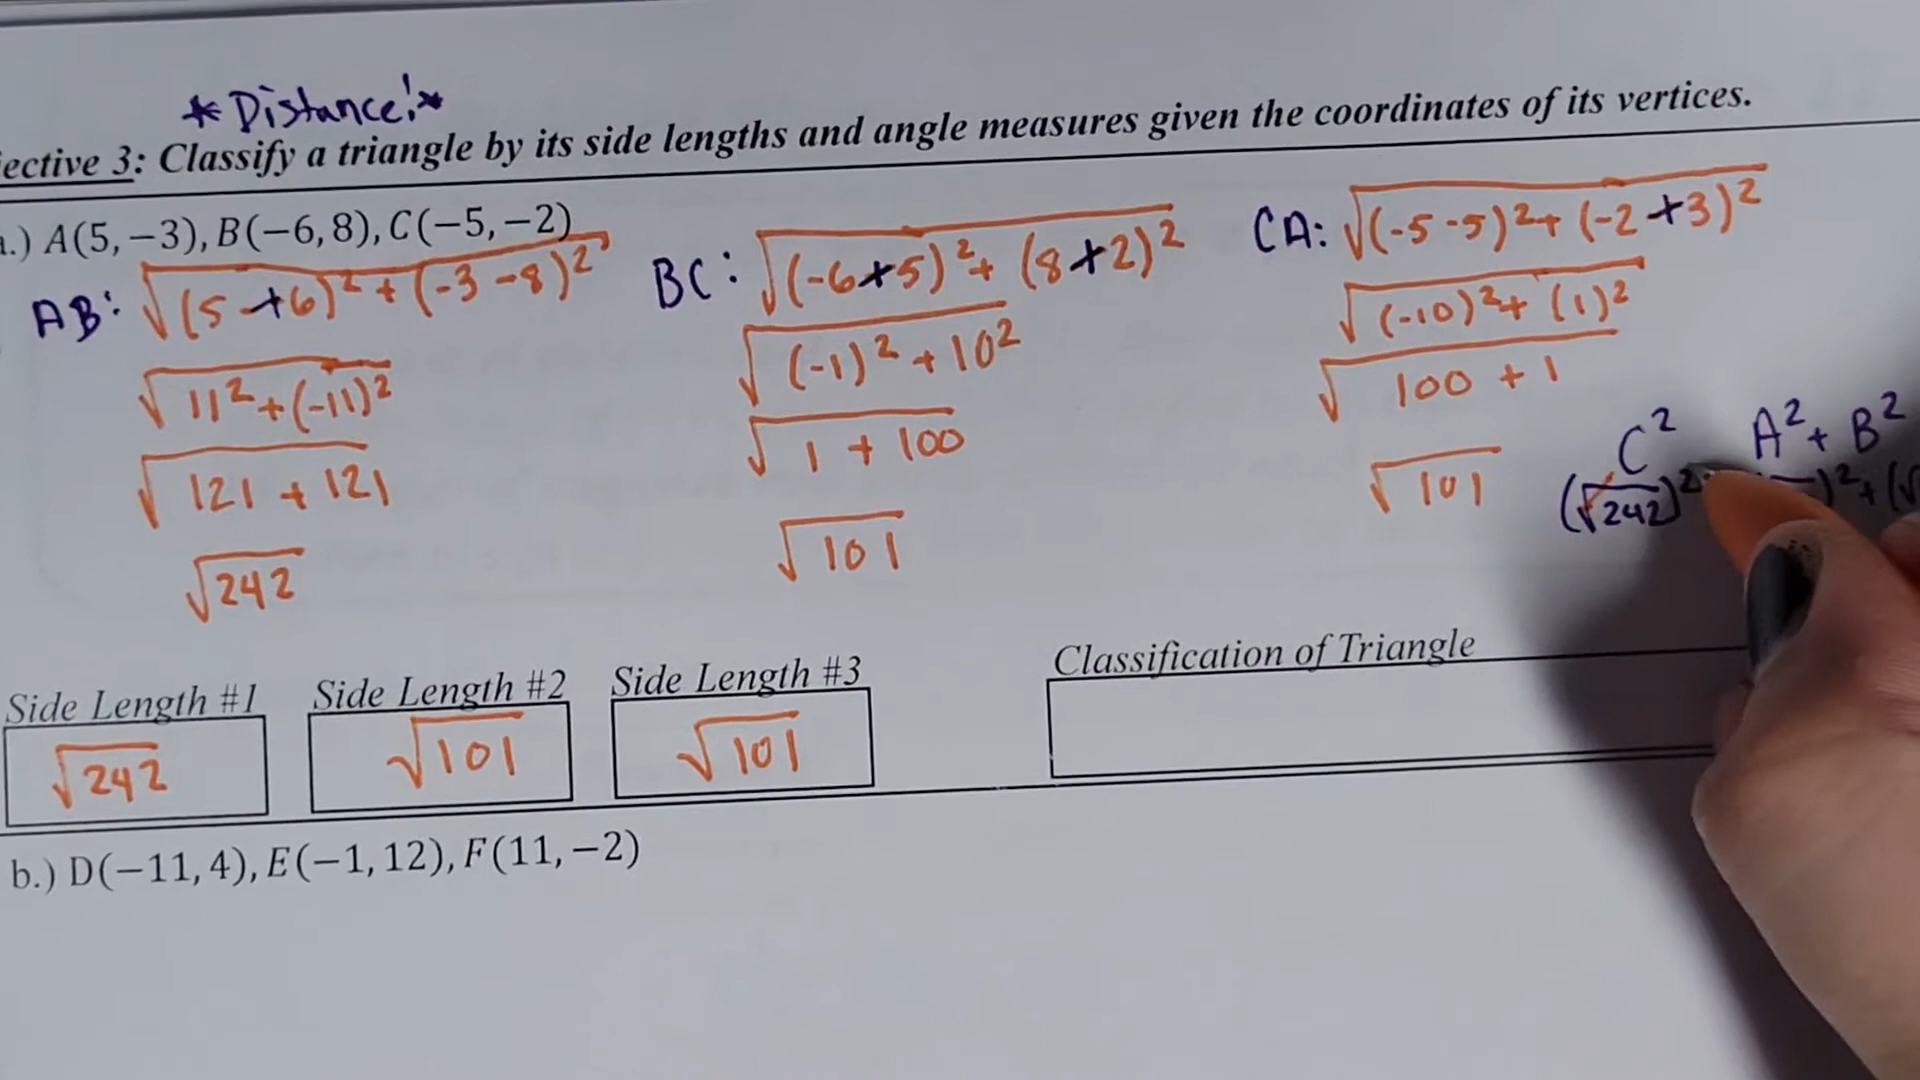 *Distance!*
ective 3: Classify a triangle by its side lengths and angle measures given the coordinates of its vertices.
.) A(5, −3), B(−6, 8), C(−5, −2)
AB: √(5+6)²+(-3-8)²
√11²+(-11)²
√121+121
√242
BC: √(-6+5)²+(8+2)²
√(-1)²+10²
√1+100
√101
CA: √(-5-5)²+(-2+3)²
√(-10)²+(1)²
√100+1
√101
C² A²+B²
(√242)² )²+(√
Side Length #1 Side Length #2 Side Length #3 Classification of Triangle
√242 √101 √101
b.) D(−11, 4), E(−1, 12), F(11, −2)